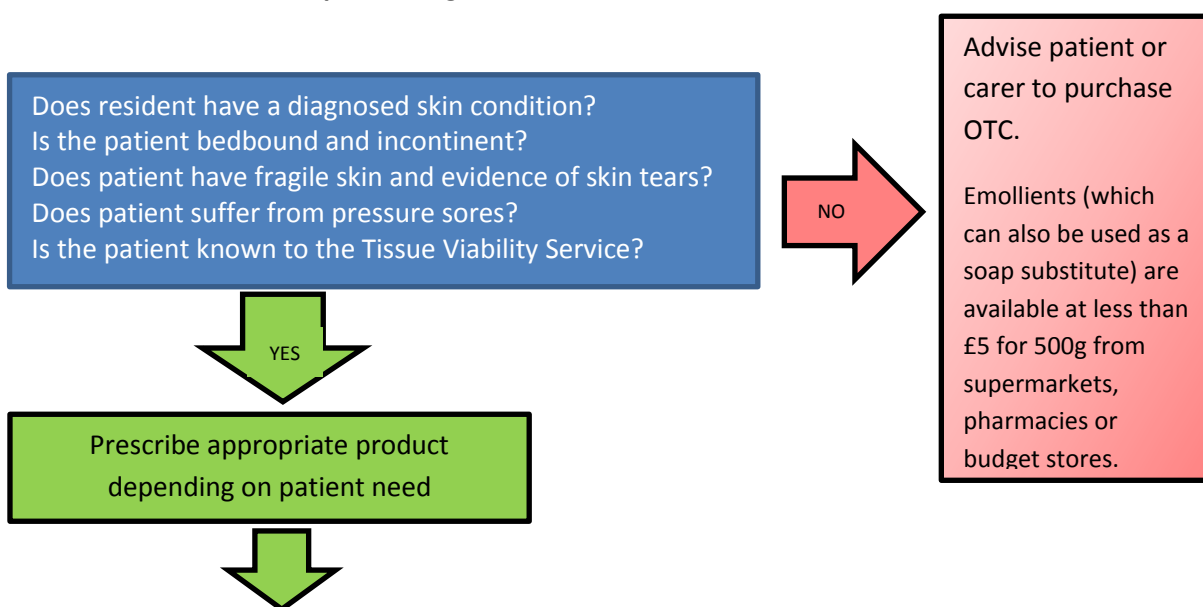 Does resident have a diagnosed skin condition?
Is the patient bedbound and incontinent?
Does patient have fragile skin and evidence of skin tears?
Does patient suffer from pressure sores?
Is the patient known to the Tissue Viability Service?
NO
Advise patient or
carer to purchase
OTC.
Emollients (which
can also be used as a
soap substitute) are
available at less than
£5 for 500g from
supermarkets,
pharmacies or
budget stores.
YES
Prescribe appropriate product
depending on patient need